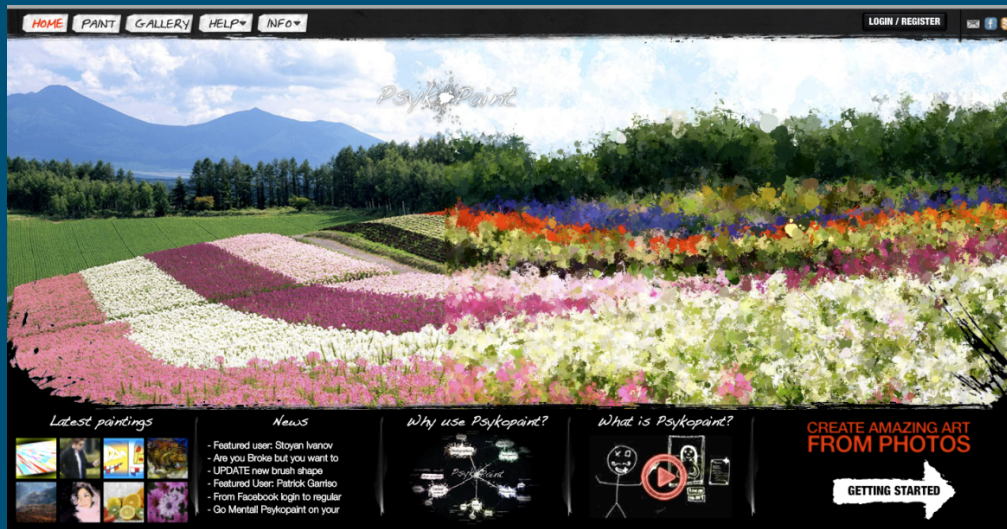 HOME PAINT GALLERY HELP▾ INFO▾
LOGIN / REGISTER
PsykoPaint
Latest paintings
News
- Featured user: Stoyan Ivanov
- Are you Broke but you want to
- UPDATE new brush shape
- Featured User: Patrick Garriso
- From Facebook login to regular
- Go Mental! Psykopaint on your
Why use Psykopaint?
PsykoPaint
What is Psykopaint?
CREATE AMAZING ART
FROM PHOTOS
GETTING STARTED